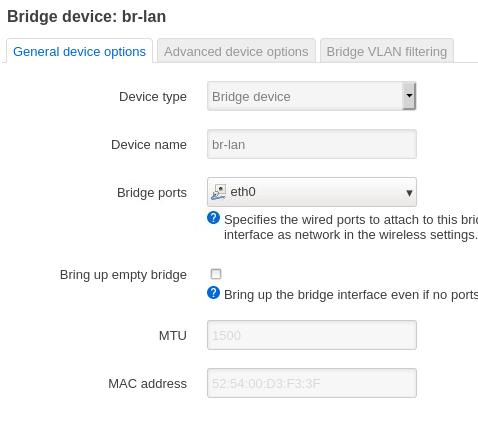 Bridge device: br-lan
General device options Advanced device options Bridge VLAN filtering
Device type Bridge device
Device name br-lan
Bridge ports eth0
Specifies the wired ports to attach to this bri
interface as network in the wireless settings.
Bring up empty bridge
Bring up the bridge interface even if no ports
MTU 1500
MAC address 52:54:00:D3:F3:3F